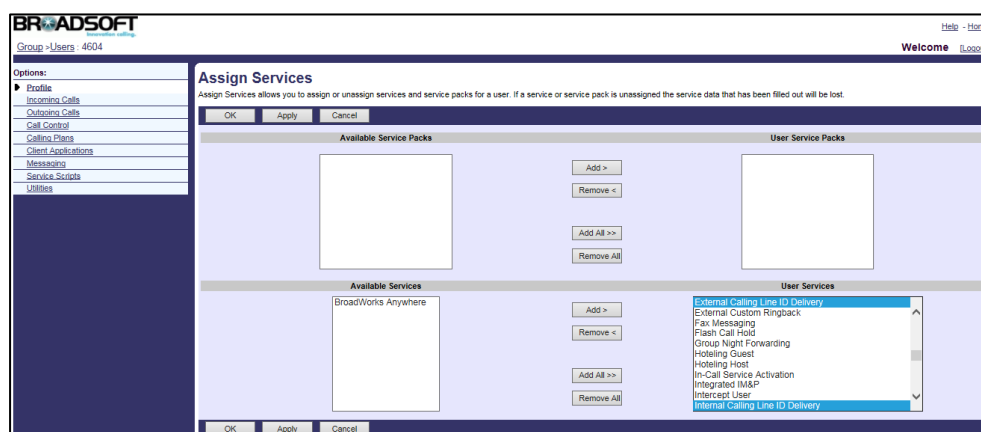 BROADSOFT
Innovative calling.
Help - Hom
Group >Users : 4604
Welcome [Logou
Options:
Profile
Incoming Calls
Outgoing Calls
Call Control
Calling Plans
Client Applications
Messaging
Service Scripts
Utilities
Assign Services
Assign Services allows you to assign or unassign services and service packs for a user. If a service or service pack is unassigned the service data that has been filled out will be lost.
OK Apply Cancel
Available Service Packs
User Service Packs
Add >
Remove <
Add All >>
Remove All
Available Services
User Services
BroadWorks Anywhere
Add >
Remove <
Add All >>
Remove All
External Calling Line ID Delivery
External Custom Ringback
Fax Messaging
Flash Call Hold
Group Night Forwarding
Hoteling Guest
Hoteling Host
In-Call Service Activation
Integrated IM&P
Intercept User
Internal Calling Line ID Delivery
OK Apply Cancel